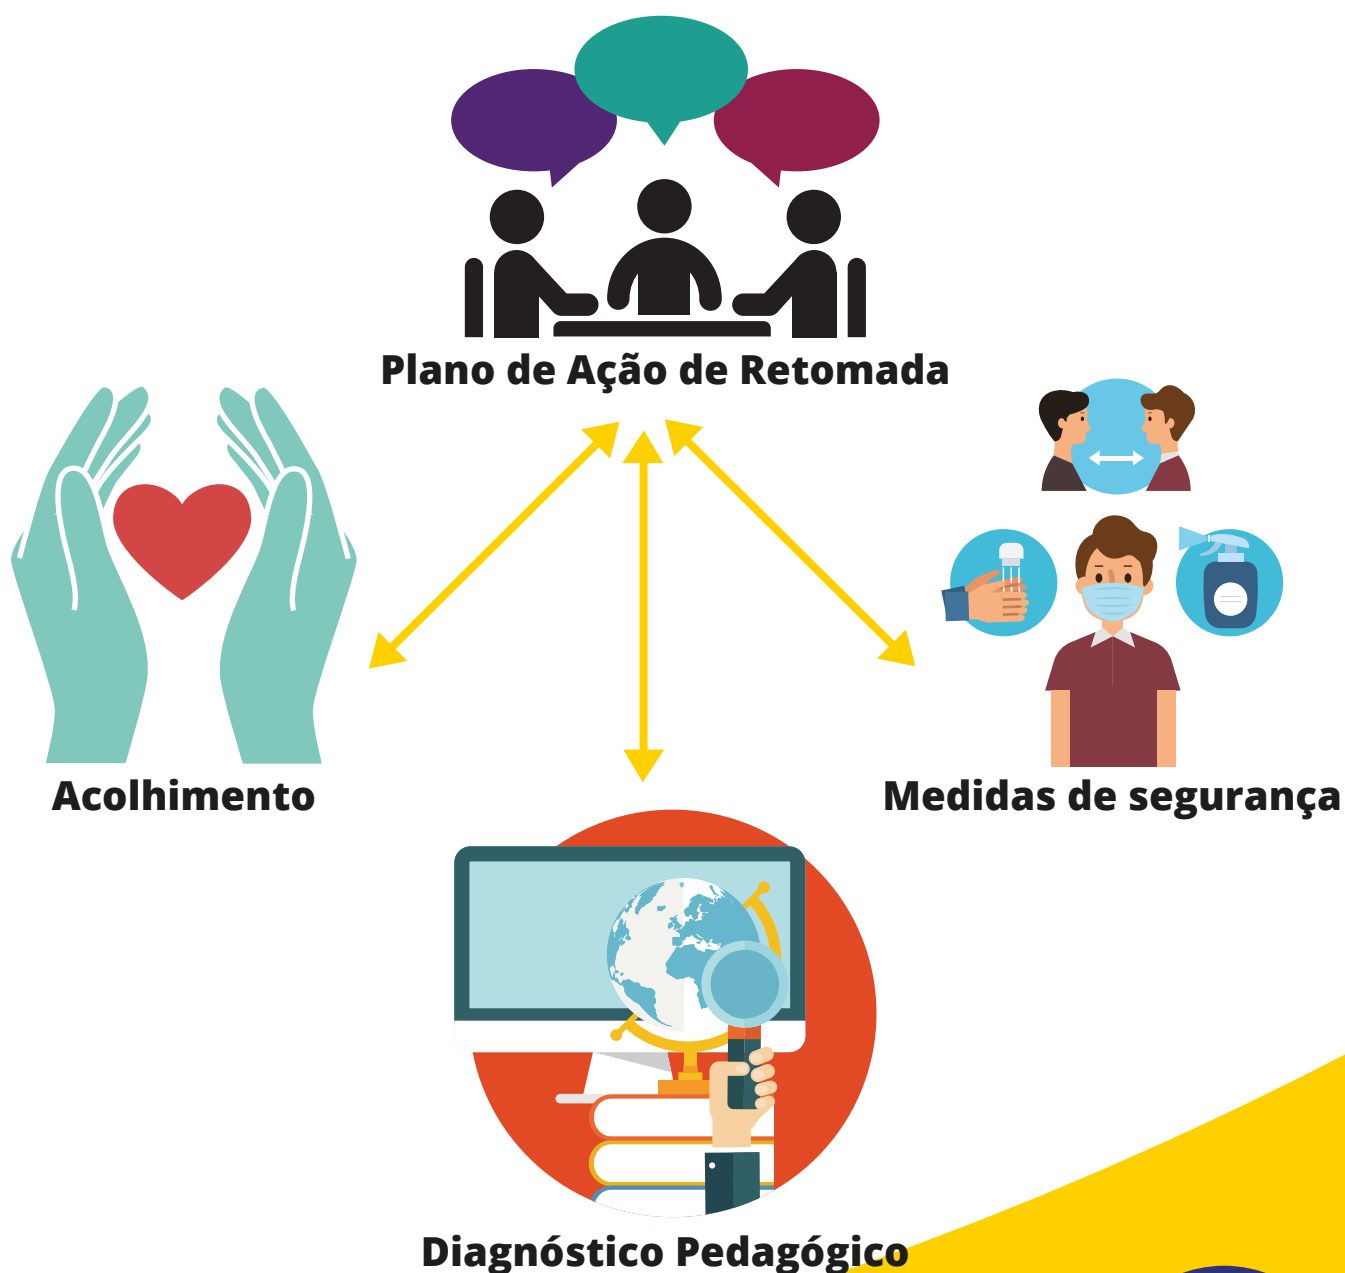 Plano de Ação de Retomada
Acolhimento
Medidas de segurança
Diagnóstico Pedagógico